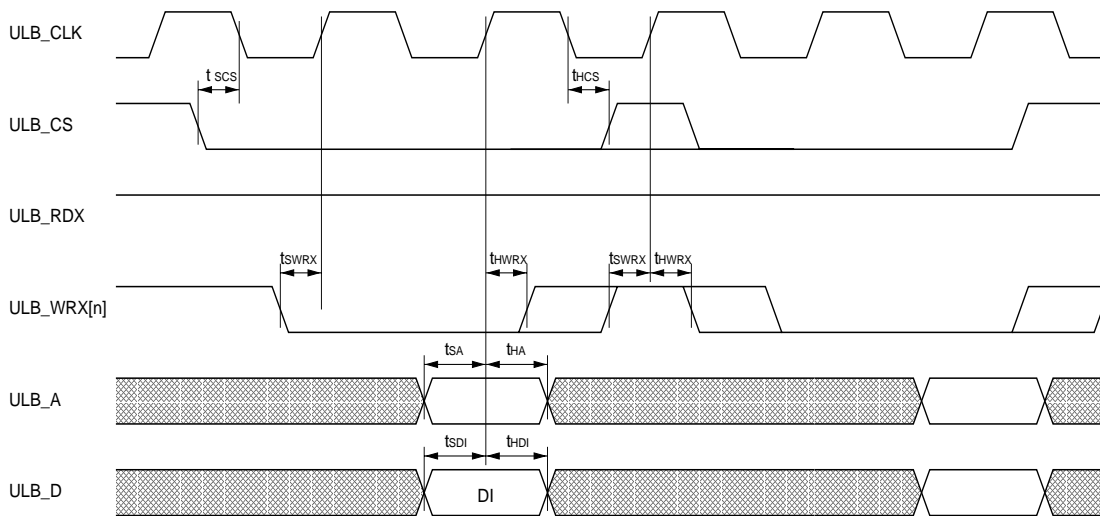 ULB_CLK
t SCS
tHCS
ULB_CS
ULB_RDX
tSWRX
tHWRX
tSWRX
tHWRX
ULB_WRX[n]
tSA
tHA
ULB_A
tSDI
tHDI
ULB_D
DI